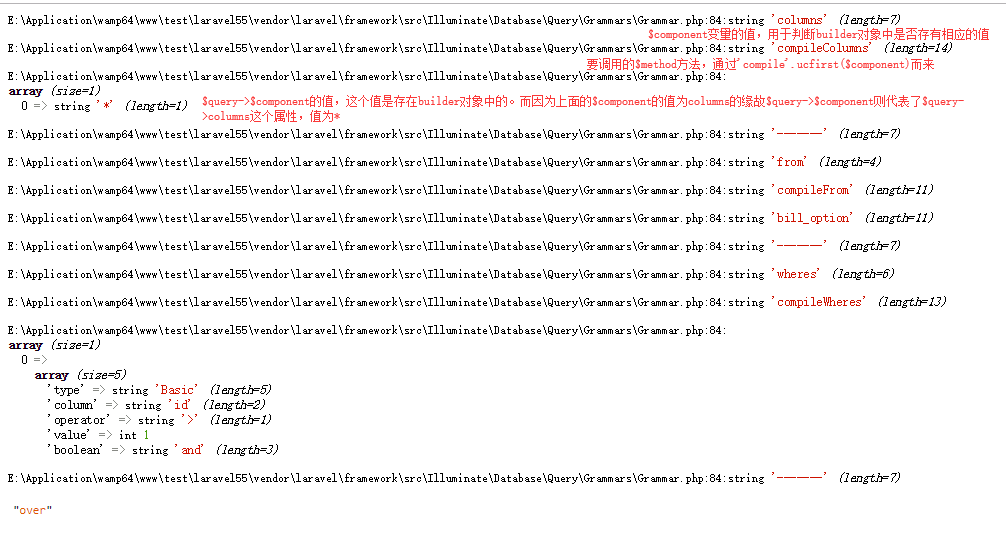 E:\Application\wamp64\www\test\laravel55\vendor\laravel\framework\src\Illuminate\Database\Query\Grammars\Grammar.php:84:string 'columns' (length=7)
$component变量的值，用于判断builder对象中是否存有相应的值
E:\Application\wamp64\www\test\laravel55\vendor\laravel\framework\src\Illuminate\Database\Query\Grammars\Grammar.php:84:string 'compileColumns' (length=14)
要调用的$method方法，通过'compile'.ucfirst($component)而来
E:\Application\wamp64\www\test\laravel55\vendor\laravel\framework\src\Illuminate\Database\Query\Grammars\Grammar.php:84:
array (size=1)
0 => string '*' (length=1)
$query->$component的值，这个值是存在builder对象中的。而因为上面的$component的值为columns的缘故$query->$component则代表了$query-
>columns这个属性，值为*
E:\Application\wamp64\www\test\laravel55\vendor\laravel\framework\src\Illuminate\Database\Query\Grammars\Grammar.php:84:string '-------' (length=7)
E:\Application\wamp64\www\test\laravel55\vendor\laravel\framework\src\Illuminate\Database\Query\Grammars\Grammar.php:84:string 'from' (length=4)
E:\Application\wamp64\www\test\laravel55\vendor\laravel\framework\src\Illuminate\Database\Query\Grammars\Grammar.php:84:string 'compileFrom' (length=11)
E:\Application\wamp64\www\test\laravel55\vendor\laravel\framework\src\Illuminate\Database\Query\Grammars\Grammar.php:84:string 'bill_option' (length=11)
E:\Application\wamp64\www\test\laravel55\vendor\laravel\framework\src\Illuminate\Database\Query\Grammars\Grammar.php:84:string '-------' (length=7)
E:\Application\wamp64\www\test\laravel55\vendor\laravel\framework\src\Illuminate\Database\Query\Grammars\Grammar.php:84:string 'wheres' (length=6)
E:\Application\wamp64\www\test\laravel55\vendor\laravel\framework\src\Illuminate\Database\Query\Grammars\Grammar.php:84:string 'compileWheres' (length=13)
E:\Application\wamp64\www\test\laravel55\vendor\laravel\framework\src\Illuminate\Database\Query\Grammars\Grammar.php:84:
array (size=1)
0 =>
array (size=5)
'type' => string 'Basic' (length=5)
'column' => string 'id' (length=2)
'operator' => string '>' (length=1)
'value' => int 1
'boolean' => string 'and' (length=3)
E:\Application\wamp64\www\test\laravel55\vendor\laravel\framework\src\Illuminate\Database\Query\Grammars\Grammar.php:84:string '-------' (length=7)
"over"